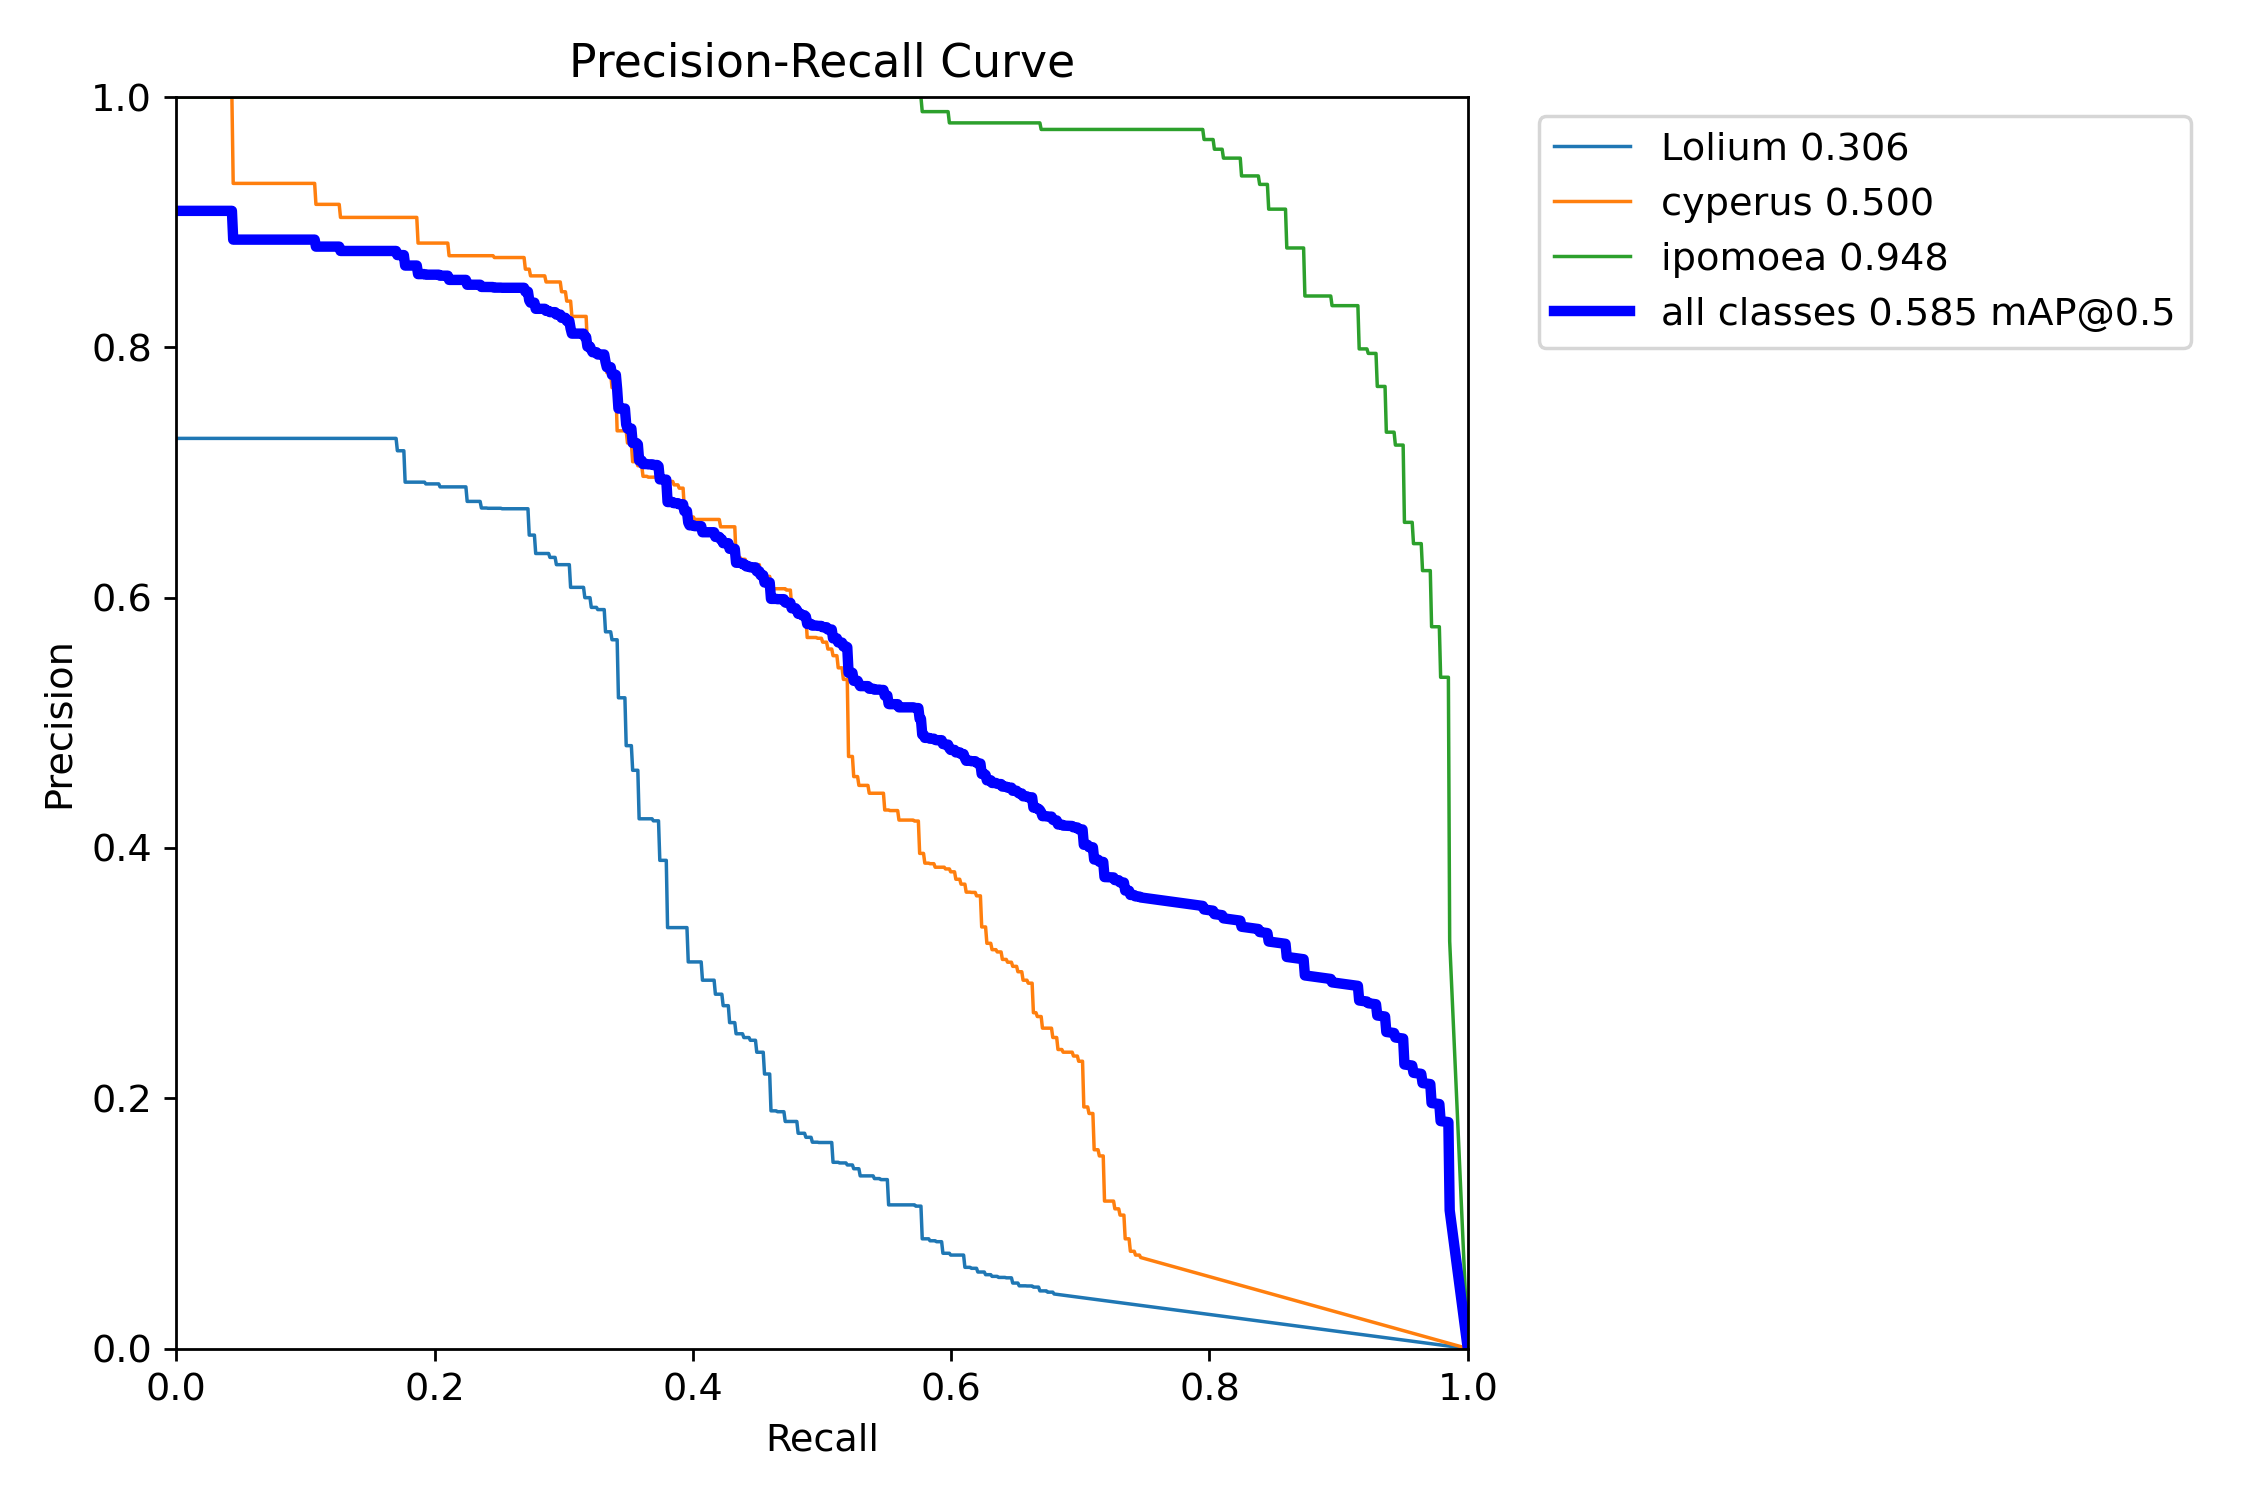 Precision-Recall Curve
1.0
0.8
0.6
0.4
0.2
0.0
Precision
0.0 0.2 0.4 0.6 0.8 1.0
Recall
Lolium 0.306
cyperus 0.500
ipomoea 0.948
all classes 0.585 mAP@0.5